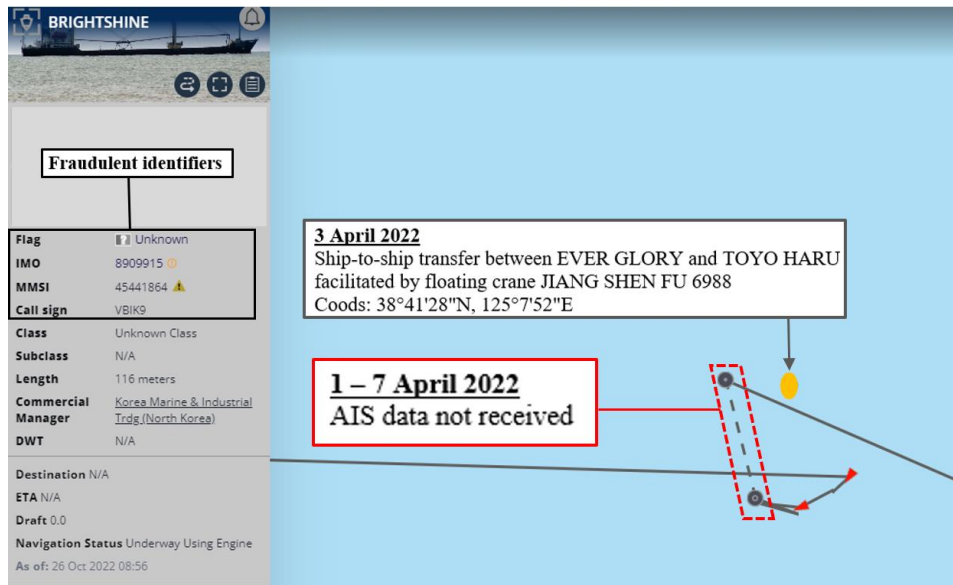 BRIGHTSHINE
Fraudulent identifiers
Flag Unknown
IMO 8909915
MMSI 45441864
Call sign VBIK9
Class Unknown Class
Subclass N/A
Length 116 meters
Commercial Manager Korea Marine & Industrial
Trdg (North Korea)
DWT N/A
Destination N/A
ETA N/A
Draft 0.0
Navigation Status Underway Using Engine
As of: 26 Oct 2022 08:56
3 April 2022
Ship-to-ship transfer between EVER GLORY and TOYO HARU
facilitated by floating crane JIANG SHEN FU 6988
Coods: 38°41'28"N, 125°7'52"E
1 – 7 April 2022
AIS data not received